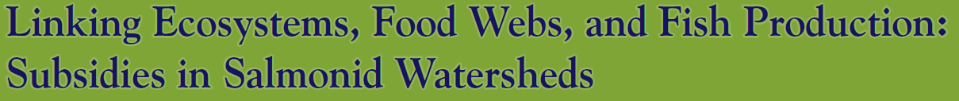 Linking Ecosystems, Food Webs, and Fish Production:
Subsidies in Salmonid Watersheds